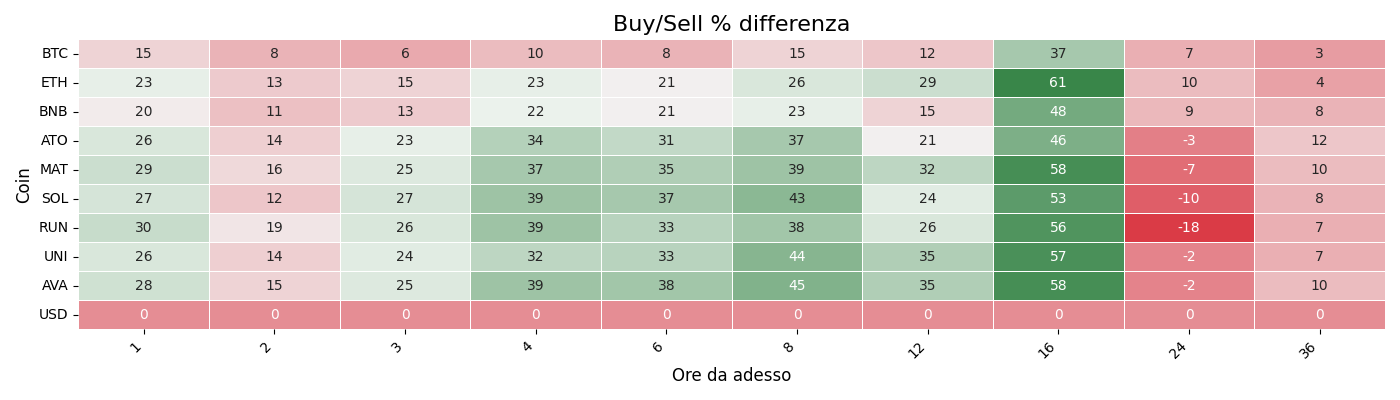 Buy/Sell % differenza
BTC 15 8 6 10 8 15 12 37 7 3
ETH 23 13 15 23 21 26 29 61 10 4
BNB 20 11 13 22 21 23 15 48 9 8
ATO 26 14 23 34 31 37 21 46 -3 12
MAT 29 16 25 37 35 39 32 58 -7 10
SOL 27 12 27 39 37 43 24 53 -10 8
RUN 30 19 26 39 33 38 26 56 -18 7
UNI 26 14 24 32 33 44 35 57 -2 7
AVA 28 15 25 39 38 45 35 58 -2 10
USD 0 0 0 0 0 0 0 0 0 0
Coin
1 2 3 4 6 8 12 16 24 36
Ore da adesso